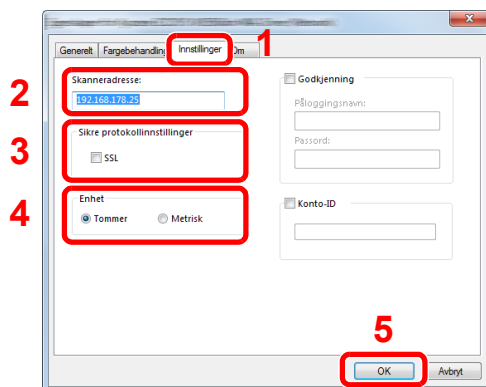 Generelt Fargebehandling Innstillinger Om
1
2
Skanneradresse:
192.168.178.25
3
Sikre protokollinnstillinger
SSL
4
Enhet
Tommer Metrisk
Godkjenning
Påloggingsnavn:
Passord:
Konto-ID
5
OK Avbryt